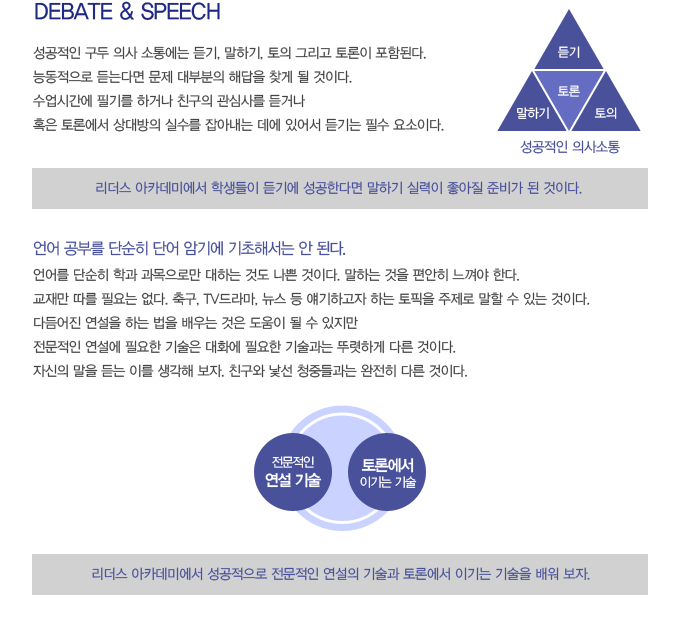 DEBATE & SPEECH
성공적인 구두 의사 소통에는 듣기, 말하기, 토의 그리고 토론이 포함된다.
능동적으로 듣는다면 문제 대부분의 해답을 찾게 될 것이다.
수업시간에 필기를 하거나 친구의 관심사를 듣거나
혹은 토론에서 상대방의 실수를 잡아내는 데에 있어서 듣기는 필수 요소이다.
듣기
토론
말하기
토의
성공적인 의사소통
리더스 아카데미에서 학생들이 듣기에 성공한다면 말하기 실력이 좋아질 준비가 된 것이다.
언어 공부를 단순히 단어 암기에 기초해서는 안 된다.
언어를 단순히 학과 과목으로만 대하는 것도 나쁜 것이다. 말하는 것을 편안히 느껴야 한다.
교재만 따를 필요는 없다. 축구, TV드라마, 뉴스 등 얘기하고자 하는 토픽을 주제로 말할 수 있는 것이다.
다듬어진 연설을 하는 법을 배우는 것은 도움이 될 수 있지만
전문적인 연설에 필요한 기술은 대화에 필요한 기술과는 뚜렷하게 다른 것이다.
자신의 말을 듣는 이를 생각해 보자. 친구와 낯선 청중들과는 완전히 다른 것이다.
전문적인
연설 기술
토론에서
이기는 기술
리더스 아카데미에서 성공적으로 전문적인 연설의 기술과 토론에서 이기는 기술을 배워 보자.